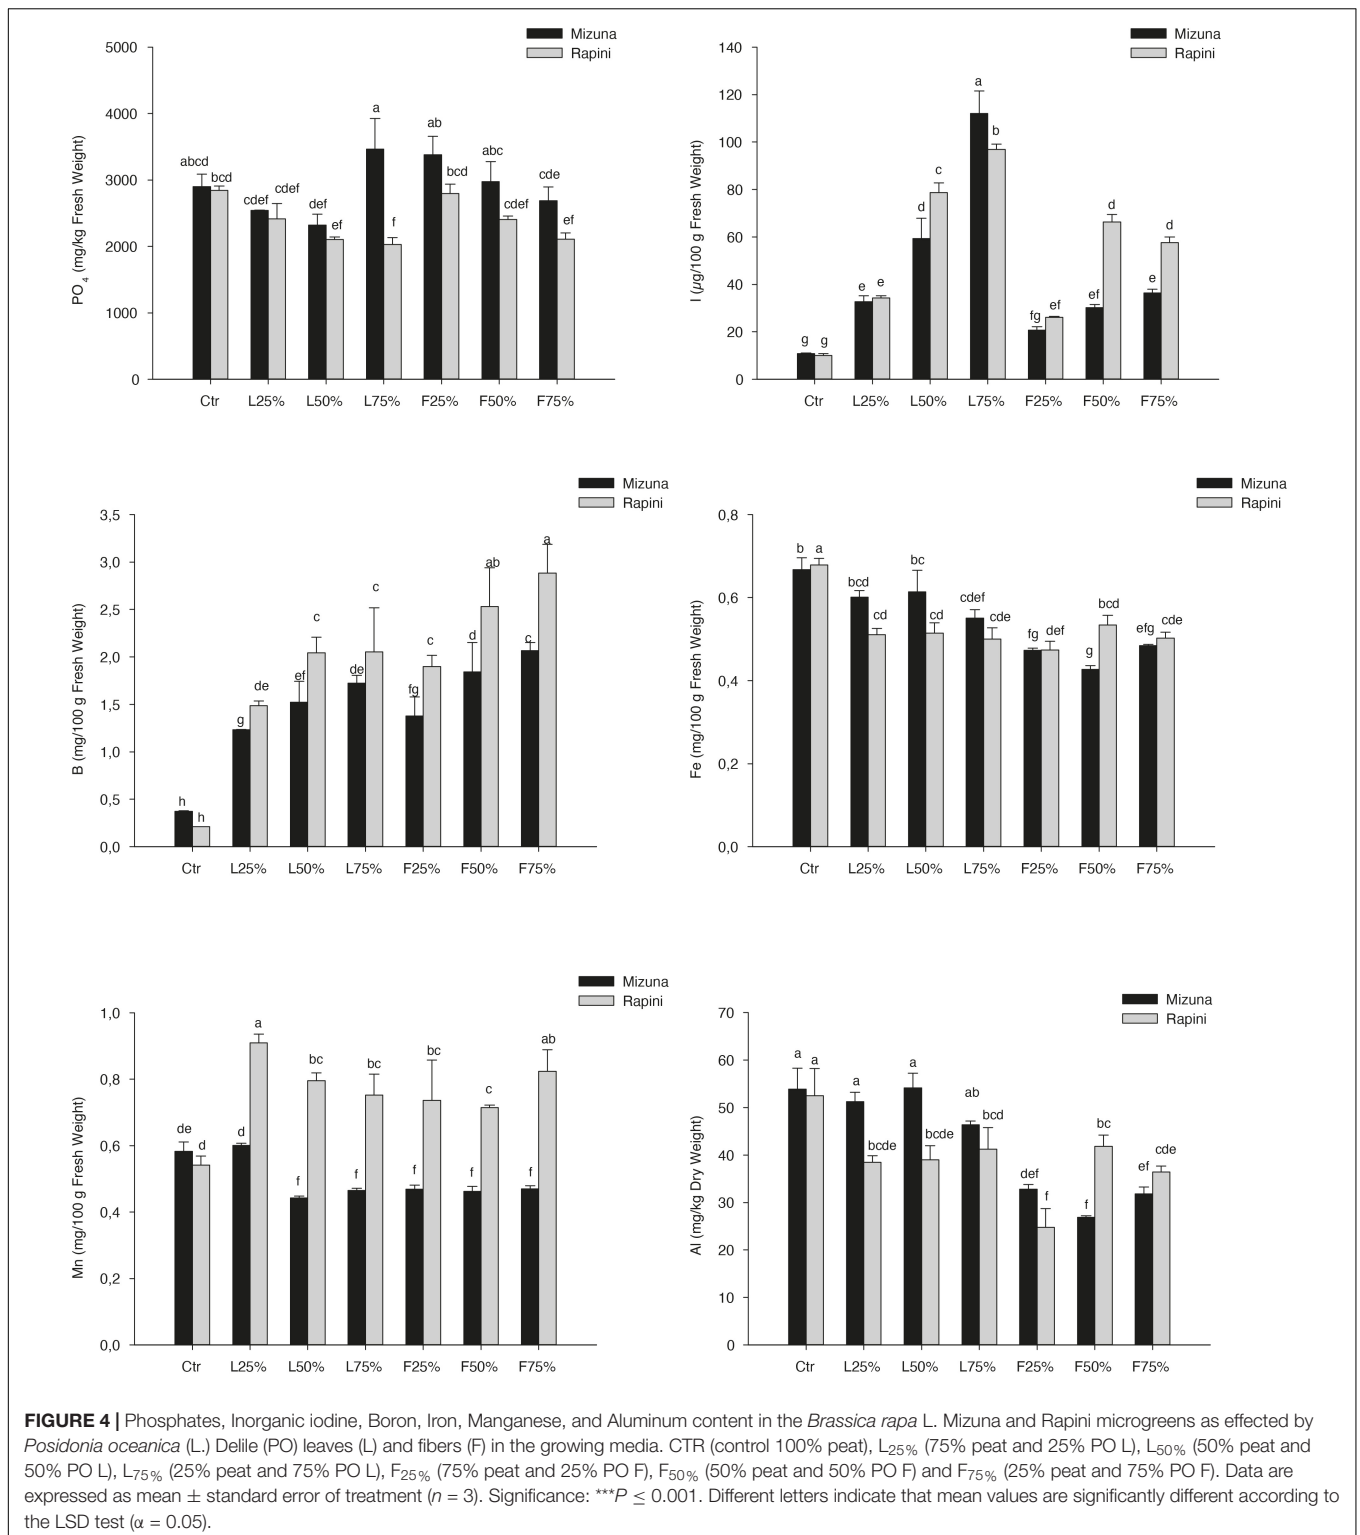 Mizuna
Rapini
5000
4000
3000
2000
1000
0
PO4 (mg/kg Fresh Weight)
abcd
bcd
cdef
cdef
def
ef
a
f
ab
bcd
abc
cdef
cde
ef
Ctr L25% L50% L75% F25% F50% F75%
Mizuna
Rapini
140
120
100
80
60
40
20
0
I (µg/100 g Fresh Weight)
g
g
e
e
d
c
a
b
fg
ef
ef
d
e
d
Ctr L25% L50% L75% F25% F50% F75%
Mizuna
Rapini
3,5
3,0
2,5
2,0
1,5
1,0
0,5
0,0
B (mg/100 g Fresh Weight)
h
h
g
de
ef
c
de
c
fg
c
d
ab
c
a
Ctr L25% L50% L75% F25% F50% F75%
Mizuna
Rapini
0,8
0,6
0,4
0,2
0,0
Fe (mg/100 g Fresh Weight)
b
a
bcd
cd
bc
cd
cdef
cde
fg
def
g
bcd
efg
cde
Ctr L25% L50% L75% F25% F50% F75%
Mizuna
Rapini
1,0
0,8
0,6
0,4
0,2
0,0
Mn (mg/100 g Fresh Weight)
de
d
d
a
f
bc
f
bc
f
bc
f
c
f
ab
Ctr L25% L50% L75% F25% F50% F75%
Mizuna
Rapini
70
60
50
40
30
20
10
0
Al (mg/kg Dry Weight)
a
a
a
bcde
a
bcde
ab
bcd
def
f
f
bc
ef
cde
Ctr L25% L50% L75% F25% F50% F75%
FIGURE 4 | Phosphates, Inorganic iodine, Boron, Iron, Manganese, and Aluminum content in the Brassica rapa L. Mizuna and Rapini microgreens as effected by
Posidonia oceanica (L.) Delile (PO) leaves (L) and fibers (F) in the growing media. CTR (control 100% peat), L25% (75% peat and 25% PO L), L50% (50% peat and
50% PO L), L75% (25% peat and 75% PO L), F25% (75% peat and 25% PO F), F50% (50% peat and 50% PO F) and F75% (25% peat and 75% PO F). Data are
expressed as mean ± standard error of treatment (n = 3). Significance: ***P ≤ 0.001. Different letters indicate that mean values are significantly different according to
the LSD test (α = 0.05).